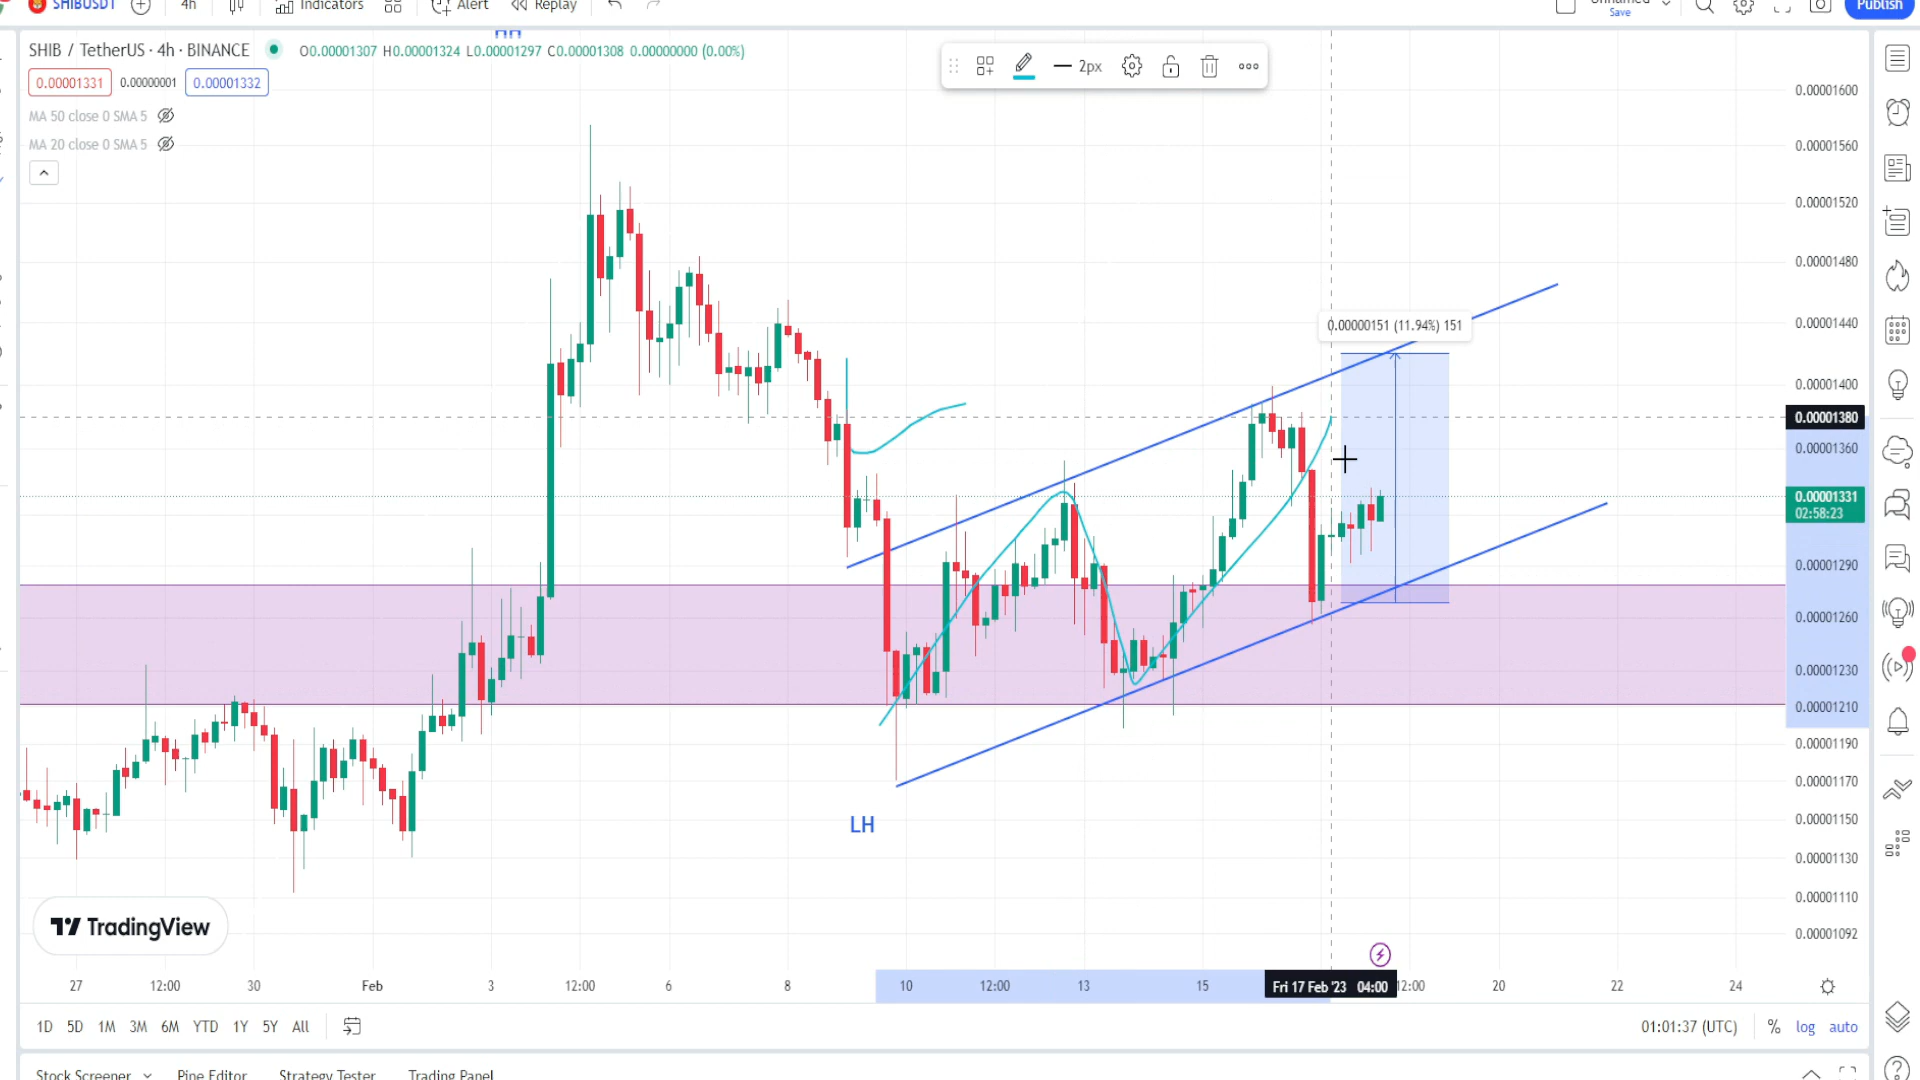 SHIBUSDT 4h Indicators Alert Replay Save Publish
HH
SHIB / TetherUS · 4h · BINANCE O0.00001307 H0.00001324 L0.00001297 C0.00001308 0.00000000 (0.00%)
0.00001331 0.00000001 0.00001332
MA 50 close 0 SMA 5
MA 20 close 0 SMA 5
2px
0.00000151 (11.94%) 151
LH
TradingView
0.00001600
0.00001560
0.00001520
0.00001480
0.00001440
0.00001400
0.00001380
0.00001360
0.00001331
02:58:23
0.00001290
0.00001260
0.00001230
0.00001210
0.00001190
0.00001170
0.00001150
0.00001130
0.00001110
0.00001092
27 12:00 30 Feb 3 12:00 6 8 10 12:00 13 15 Fri 17 Feb '23 04:00 12:00 20 22 24
1D 5D 1M 3M 6M YTD 1Y 5Y All 01:01:37 (UTC) % log auto
Stock Screener Pine Editor Strategy Tester Trading Panel